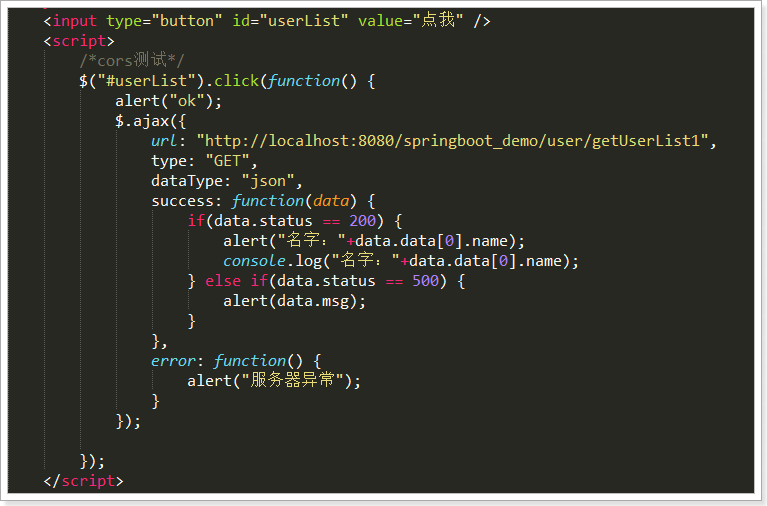 <input type="button" id="userList" value="点我" />
<script>
/*cors测试*/
$("#userList").click(function() {
alert("ok");
$.ajax({
url: "http://localhost:8080/springboot_demo/user/getUserList1",
type: "GET",
dataType: "json",
success: function(data) {
if(data.status == 200) {
alert("名字："+data.data[0].name);
console.log("名字："+data.data[0].name);
} else if(data.status == 500) {
alert(data.msg);
}
},
error: function() {
alert("服务器异常");
}
});
});
</script>